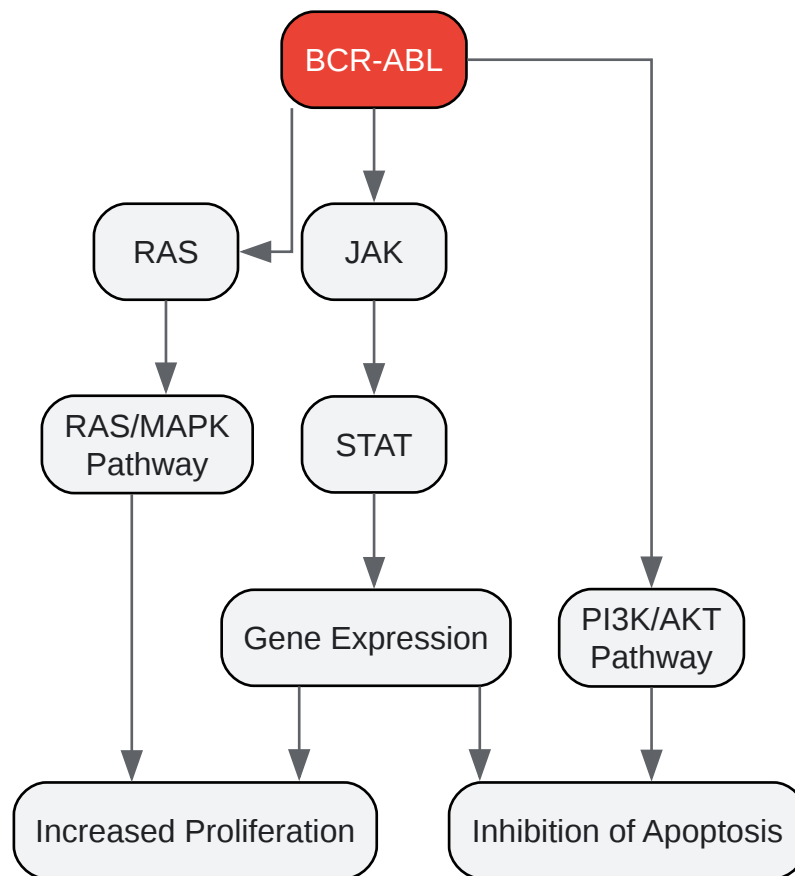 BCR-ABL
RAS
JAK
RAS/MAPK
Pathway
STAT
Gene Expression
PI3K/AKT
Pathway
Increased Proliferation
Inhibition of Apoptosis